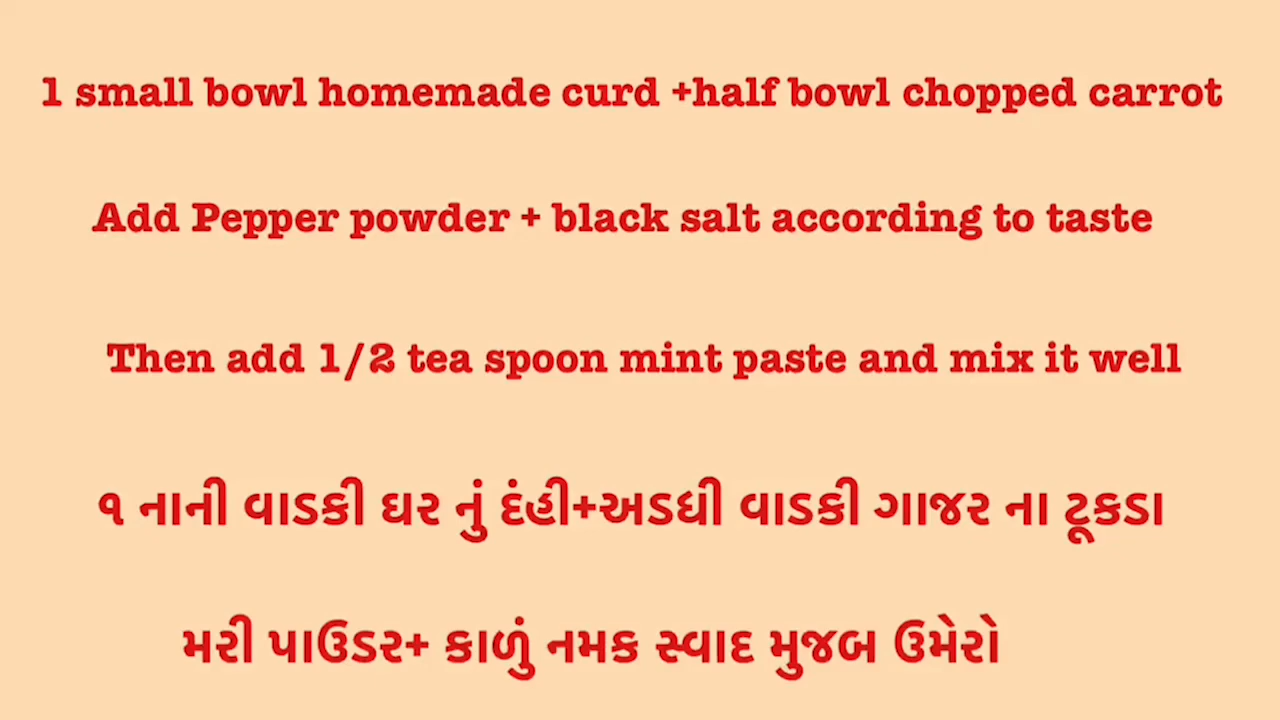 1 small bowl homemade curd +half bowl chopped carrot
Add Pepper powder + black salt according to taste
Then add 1/2 tea spoon mint paste and mix it well
૧ નાની વાડકી ઘર નું દંહી+અડધી વાડકી ગાજર ના ટૂકડા
મરી પાઉડર+ કાળું નમક સ્વાદ મુજબ ઉમેરો